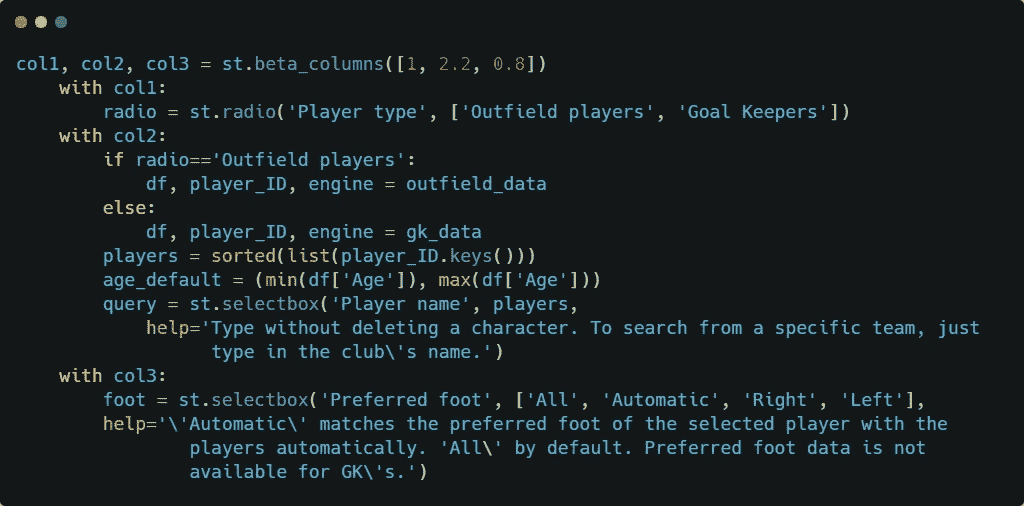 col1, col2, col3 = st.beta_columns([1, 2.2, 0.8])
    with col1:
        radio = st.radio('Player type', ['Outfield players', 'Goal Keepers'])
    with col2:
        if radio=='Outfield players':
            df, player_ID, engine = outfield_data
        else:
            df, player_ID, engine = gk_data
        players = sorted(list(player_ID.keys()))
        age_default = (min(df['Age']), max(df['Age']))
        query = st.selectbox('Player name', players,
            help='Type without deleting a character. To search from a specific team, just
                  type in the club\'s name.')
    with col3:
        foot = st.selectbox('Preferred foot', ['All', 'Automatic', 'Right', 'Left'],
        help='\'Automatic\' matches the preferred foot of the selected player with the
                players automatically. 'All\' by default. Preferred foot data is not
                available for GK\'s.')